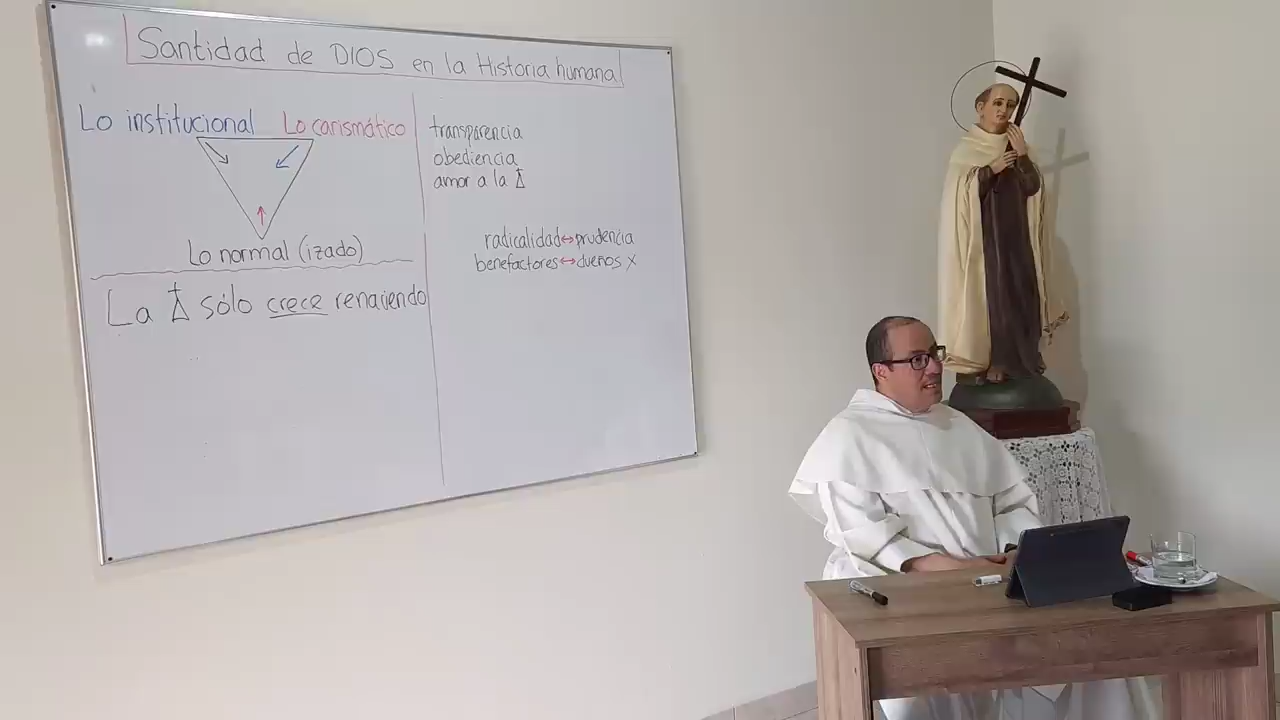 Santidad de DIOS en la Historia humana
Lo institucional
Lo carismático
Lo normal (izado)
La sólo crece renaciendo
transparencia
obediencia
amor a la
radicalidad↔prudencia
benefactores↔dueños x